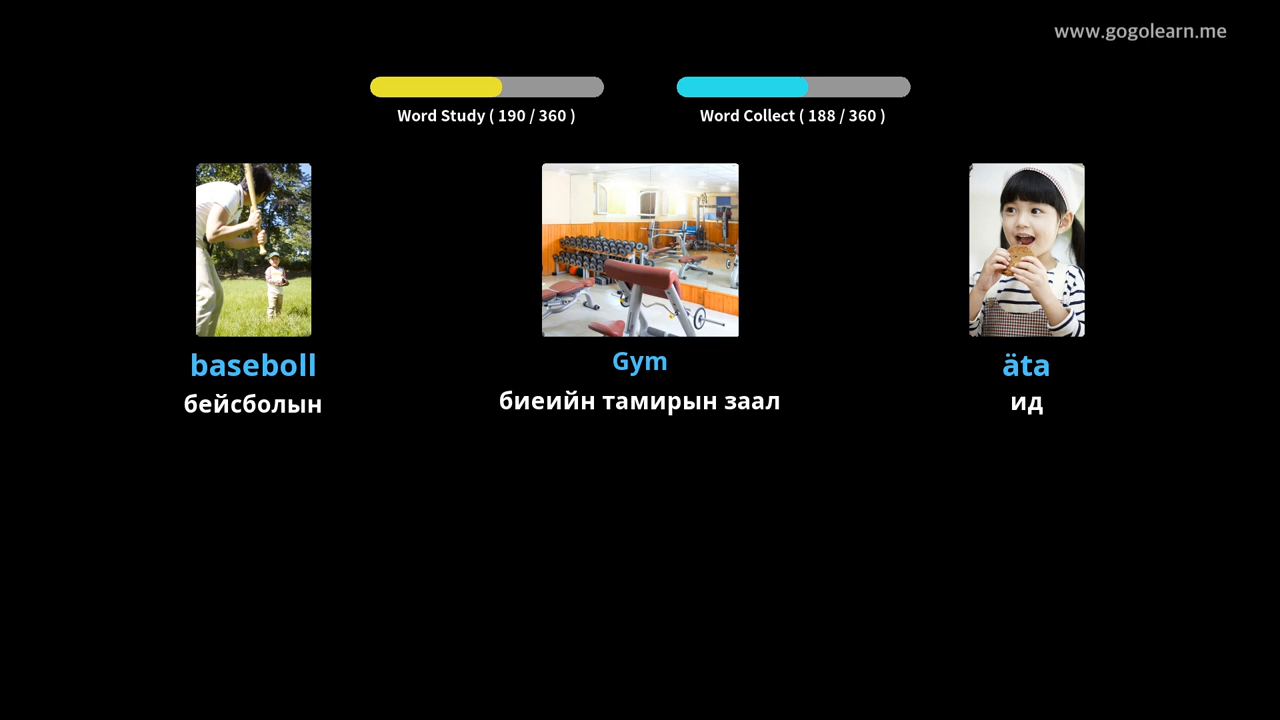 www.gogolearn.me
Word Study ( 190 / 360 )
Word Collect ( 188 / 360 )
baseboll
бейсболын
Gym
биеийн тамирын заал
äta
ид